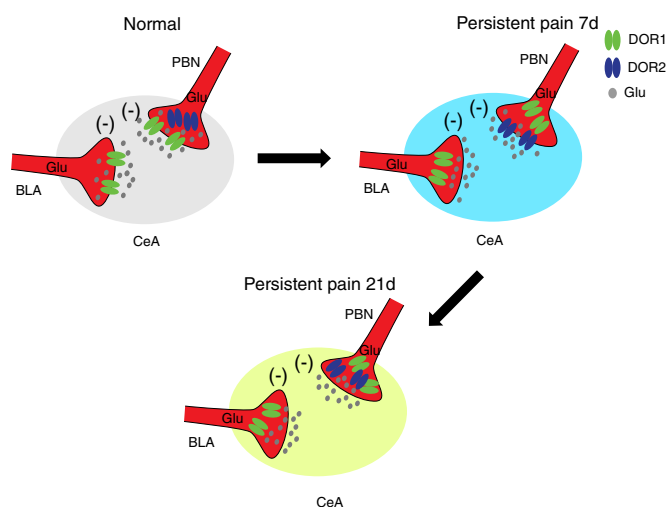 Normal
PBN
Glu
(-)
(-)
Glu
BLA
CeA
Persistent pain 7d
PBN
Glu
(-)
(-)
Glu
BLA
CeA
DOR1
DOR2
Glu
Persistent pain 21d
PBN
Glu
(-)
(-)
Glu
BLA
CeA